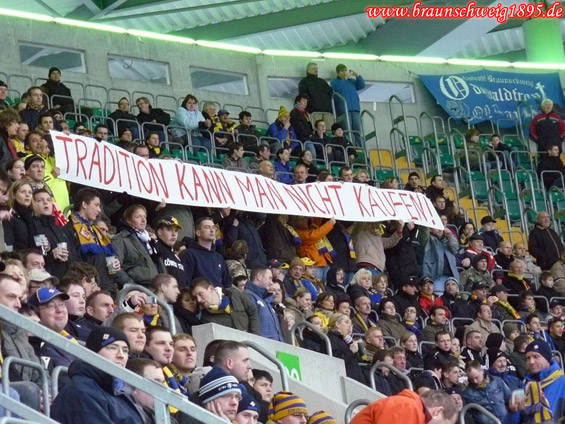 www.braunschweig1895.de
TRADITION KANN MAN NICHT KAUFEN!